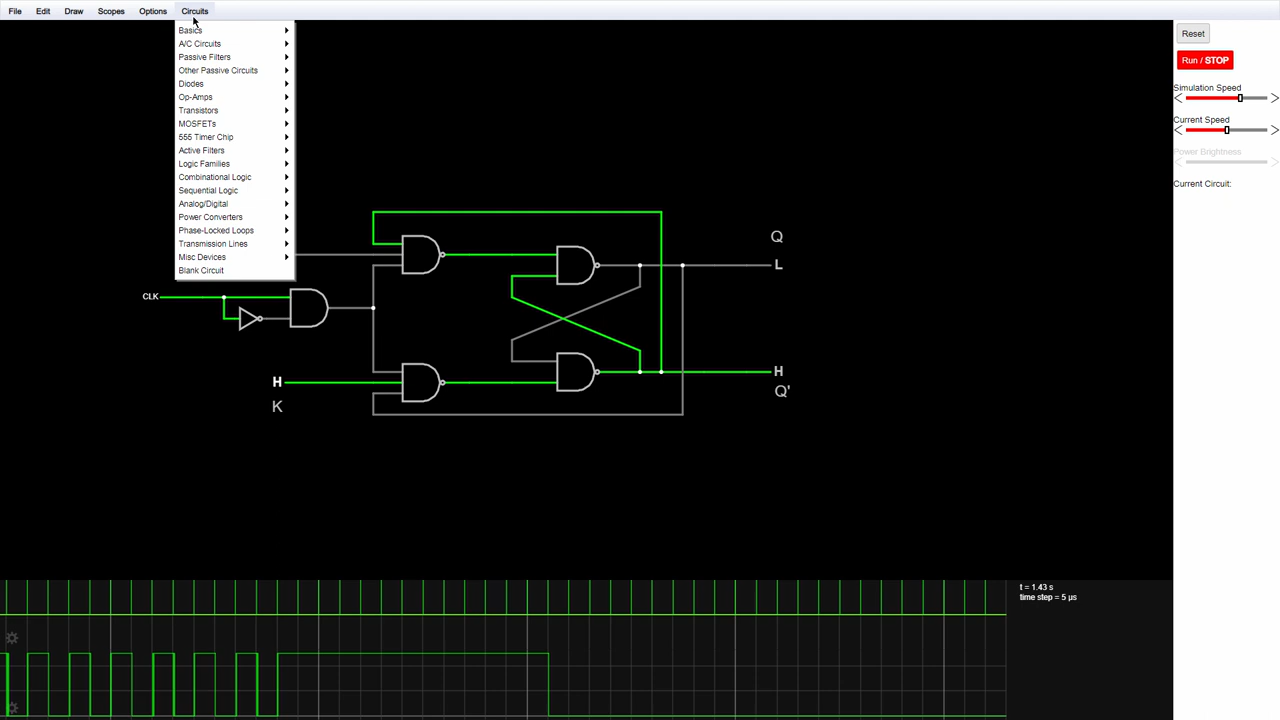 File Edit Draw Scopes Options Circuits
Basics
A/C Circuits
Passive Filters
Other Passive Circuits
Diodes
Op-Amps
Transistors
MOSFETs
555 Timer Chip
Active Filters
Logic Families
Combinational Logic
Sequential Logic
Analog/Digital
Power Converters
Phase-Locked Loops
Transmission Lines
Misc Devices
Blank Circuit
Reset
Run / STOP
Simulation Speed
Current Speed
Power Brightness
Current Circuit:
Q
L
CLK
H
K
H
Q'
t = 1.43 s
time step = 5 µs